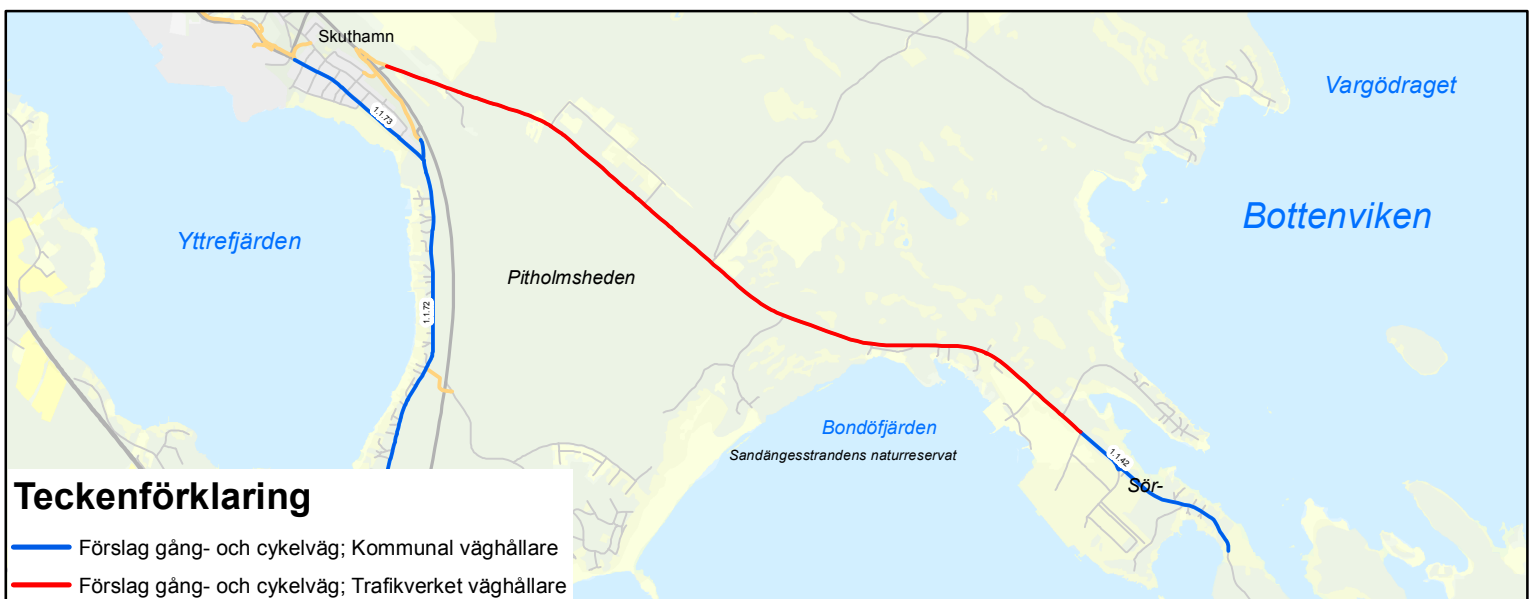 Skuthamn
Vargödraget
1.1.73
Bottenviken
Yttrefjärden
Pitholmsheden
1.1.72
Bondöfjärden
Sandängesstrandens naturreservat
1.1.42
Sör-
Teckenförklaring
Förslag gång- och cykelväg; Kommunal väghållare
Förslag gång- och cykelväg; Trafikverket väghållare